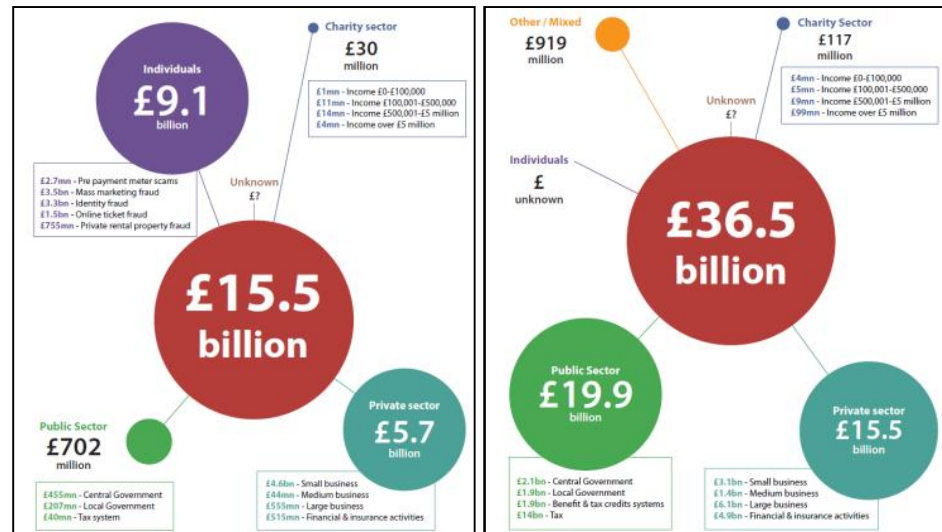 Individuals
£9.1
billion
Charity sector
£30
million
£1mn - Income £0-£100,000
£11mn - Income £100,001-£500,000
£14mn - Income £500,001-£5 million
£4mn - Income over £5 million
£2.7mn - Pre payment meter scams
£3.5bn - Mass marketing fraud
£3.3bn - Identity fraud
£1.5bn - Online ticket fraud
£755mn - Private rental property fraud
Unknown
£?
£15.5
billion
Public Sector
£702
million
£455mn - Central Government
£207mn - Local Government
£40mn - Tax system
Private sector
£5.7
billion
£4.6bn - Small business
£44mn - Medium business
£555mn - Large business
£515mn - Financial & insurance activities
Other / Mixed
£919
million
Charity Sector
£117
million
£4mn - Income £0-£100,000
£5mn - Income £100,001-£500,000
£9mn - Income £500,001-£5 million
£99mn - Income over £5 million
Unknown
£?
Individuals
£
unknown
£36.5
billion
Public Sector
£19.9
billion
£2.1bn - Central Government
£1.9bn - Local Government
£1.9bn - Benefit & tax credits systems
£14bn - Tax
Private sector
£15.5
billion
£3.1bn - Small business
£1.4bn - Medium business
£6.1bn - Large business
£4.9bn - Financial & insurance activities